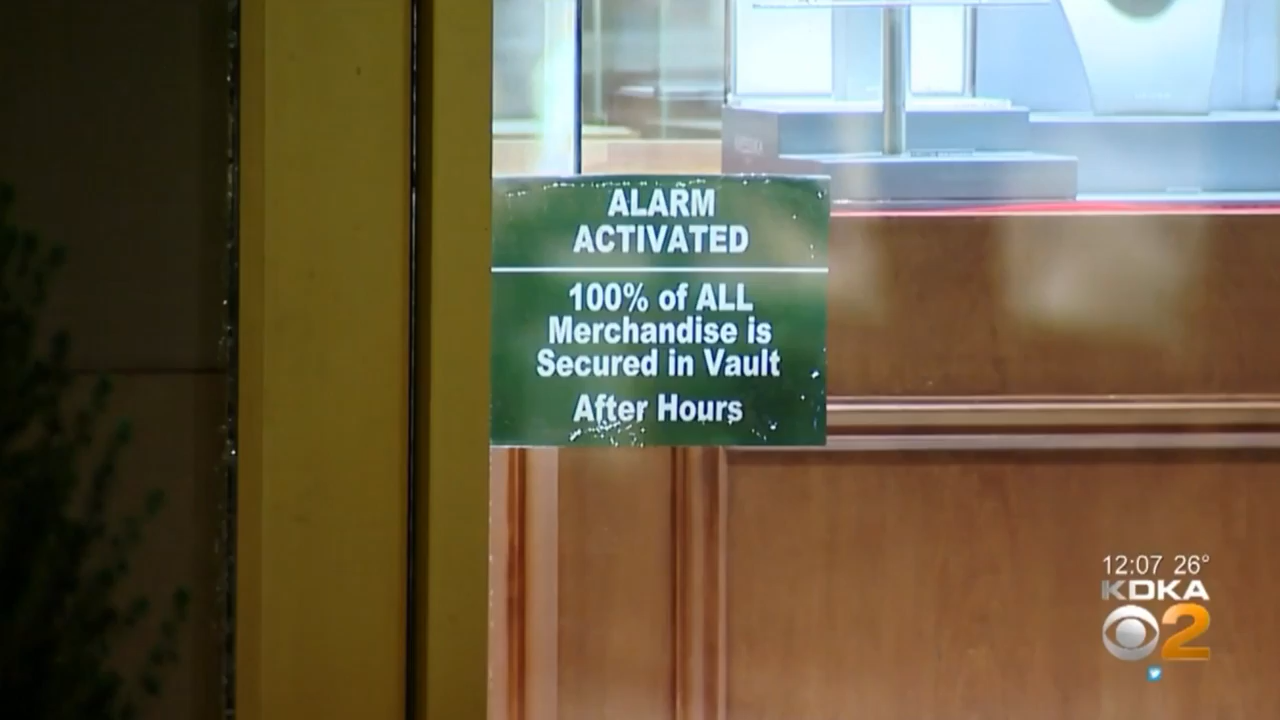 ALARM
ACTIVATED
100% of ALL
Merchandise is
Secured in Vault
After Hours
12:07 26°
KDKA
2